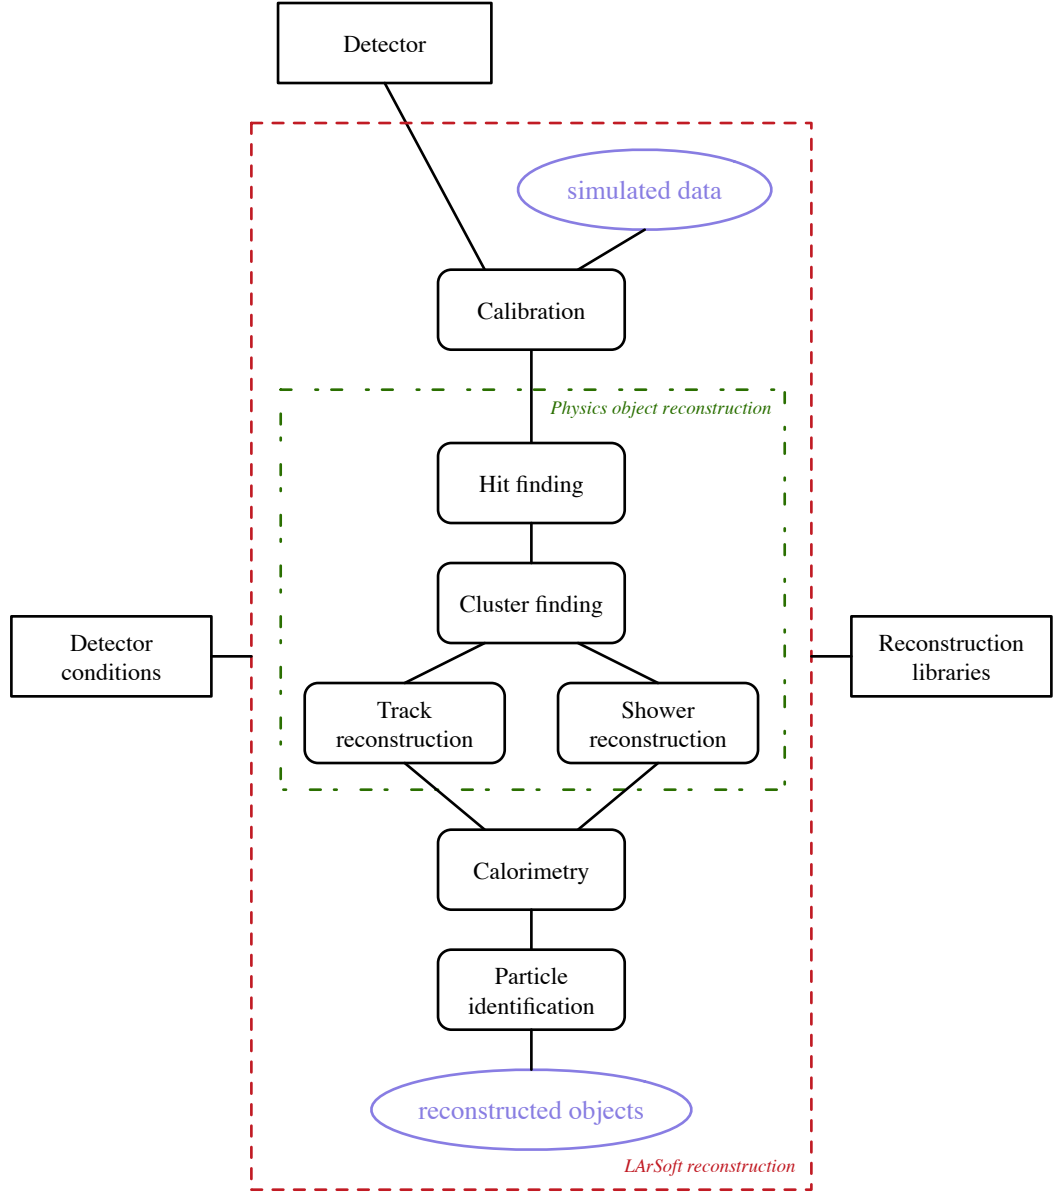 Detector
simulated data
Calibration
Physics object reconstruction
Hit finding
Cluster finding
Detector
conditions
Reconstruction
libraries
Track
reconstruction
Shower
reconstruction
Calorimetry
Particle
identification
reconstructed objects
LArSoft reconstruction